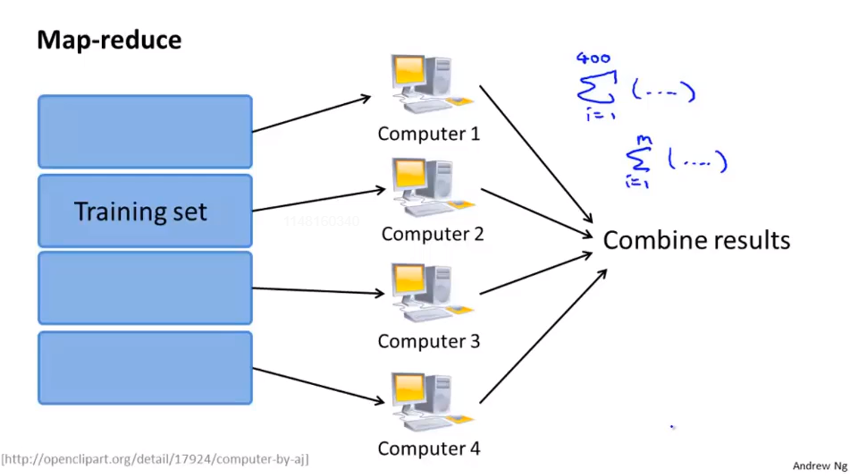 Map-reduce
400
Σ (....)
i=1
m
Σ (....)
i=1
Computer 1
Training set
1148160340
Computer 2
Combine results
Computer 3
Computer 4
[http://openclipart.org/detail/17924/computer-by-aj]
Andrew Ng